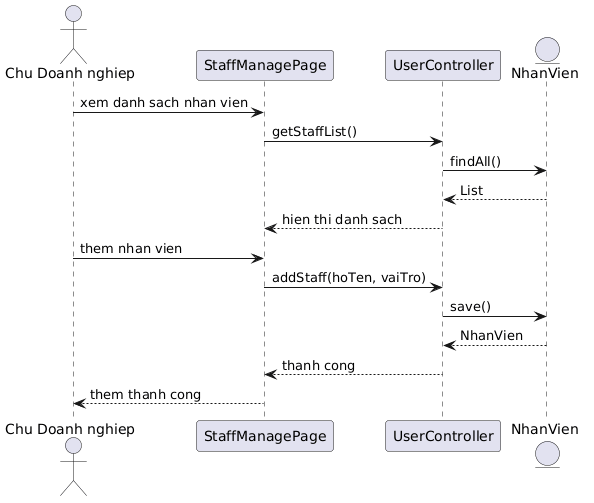 Chu Doanh nghiep
StaffManagePage
UserController
NhanVien
xem danh sach nhan vien
getStaffList()
findAll()
List
hien thi danh sach
them nhan vien
addStaff(hoTen, vaiTro)
save()
NhanVien
thanh cong
them thanh cong
Chu Doanh nghiep
StaffManagePage
UserController
NhanVien